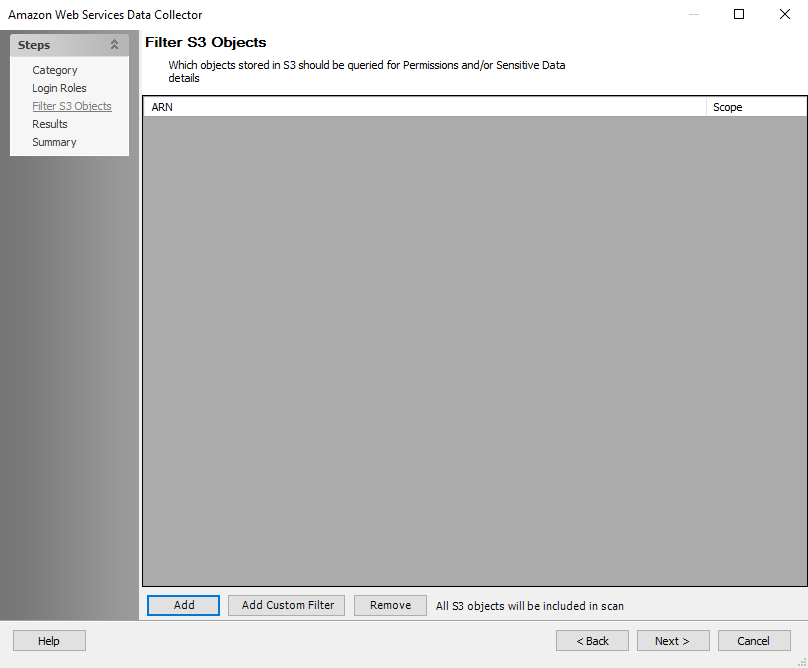 Amazon Web Services Data Collector
Steps
Category
Login Roles
Filter S3 Objects
Results
Summary
Filter S3 Objects
Which objects stored in S3 should be queried for Permissions and/or Sensitive Data
details
ARN Scope
Add Add Custom Filter Remove All S3 objects will be included in scan
Help < Back Next > Cancel